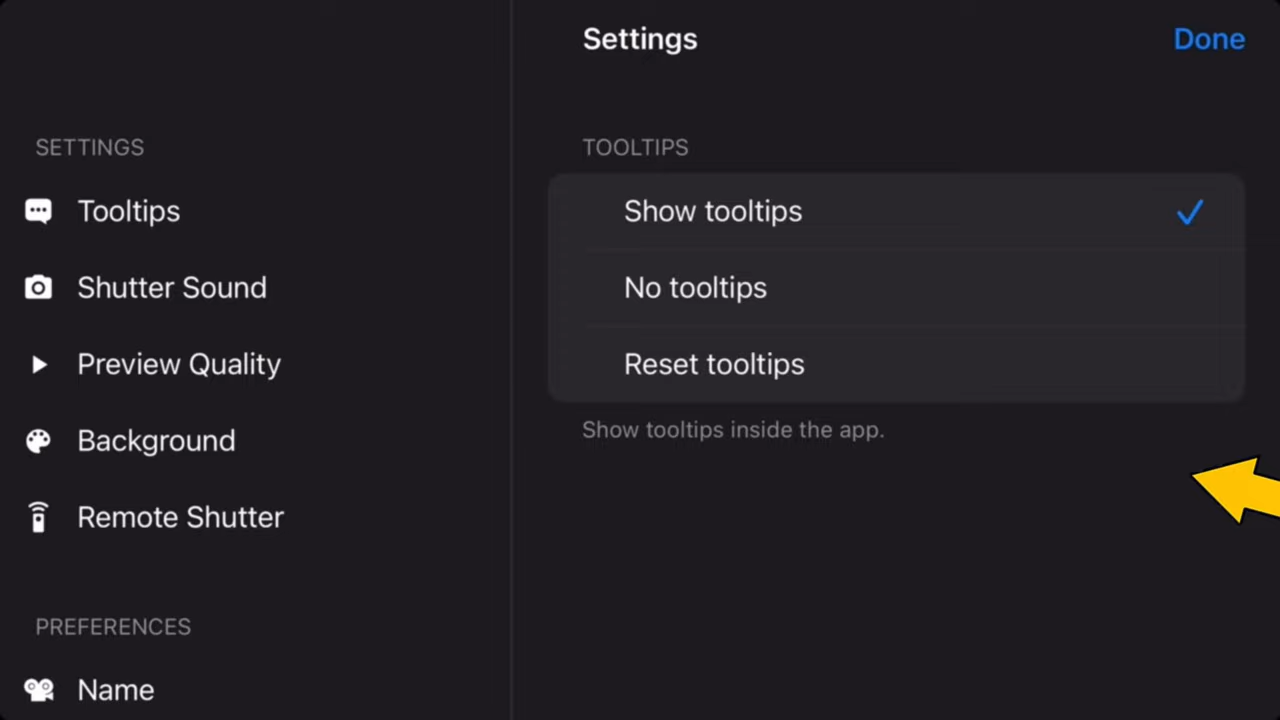 Settings
Done
SETTINGS
Tooltips
Shutter Sound
Preview Quality
Background
Remote Shutter
PREFERENCES
Name
TOOLTIPS
Show tooltips
No tooltips
Reset tooltips
Show tooltips inside the app.